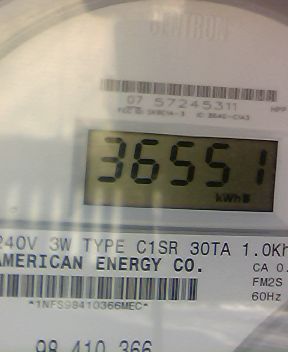 CENTRON
07 57245311
36551
kWh
240V 3W TYPE C1SR 30TA 1.0Kh
AMERICAN ENERGY CO.
CA 0.
FM2S
60Hz
*1NFS98410366MEC*
98 410 366